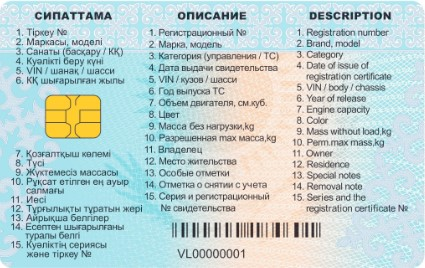 СИПАТТАМА
1. Тіркеу №
2. Маркасы, моделі
3. Санаты (басқару / КҚ)
4. Куәлікті беру күні
5. VIN / шанақ / шасси
6. КҚ шығарылған жылы
7. Қозғалтқыш көлемі
8. Түсі
9. Жүктемесіз массасы
10. Рұқсат етілген ең ауыр
салмағы
11. Иесі
12. Тұрғылықты тұратын жері
13. Айрықша белгілер
14. Есептен шығарылғаны
туралы белгі
15. Куәліктің сериясы
және тіркеу №
ОПИСАНИЕ
1. Регистрационный №
2. Марка, модель
3. Категория (управления / ТС)
4. Дата выдачи свидетельства
5. VIN / кузов / шасси
6. Год выпуска ТС
7. Объем двигателя, см.куб.
8. Цвет
9. Масса без нагрузки,kg
10. Разрешенная max масса,kg
11. Владелец
12. Место жительства
13. Особые отметки
14. Отметка о снятии с учета
15. Серия и регистрационный
№ свидетельства
DESCRIPTION
1. Registration number
2. Brand, model
3. Category
4. Date of issue of
registration certificate
5. VIN / body / chassis
6. Year of release
7. Engine capacity
8. Color
9. Mass without load,kg
10. Perm.max mass,kg
11. Owner
12. Residence
13. Special notes
14. Removal note
15. Series and the
registration certificate №
VL00000001